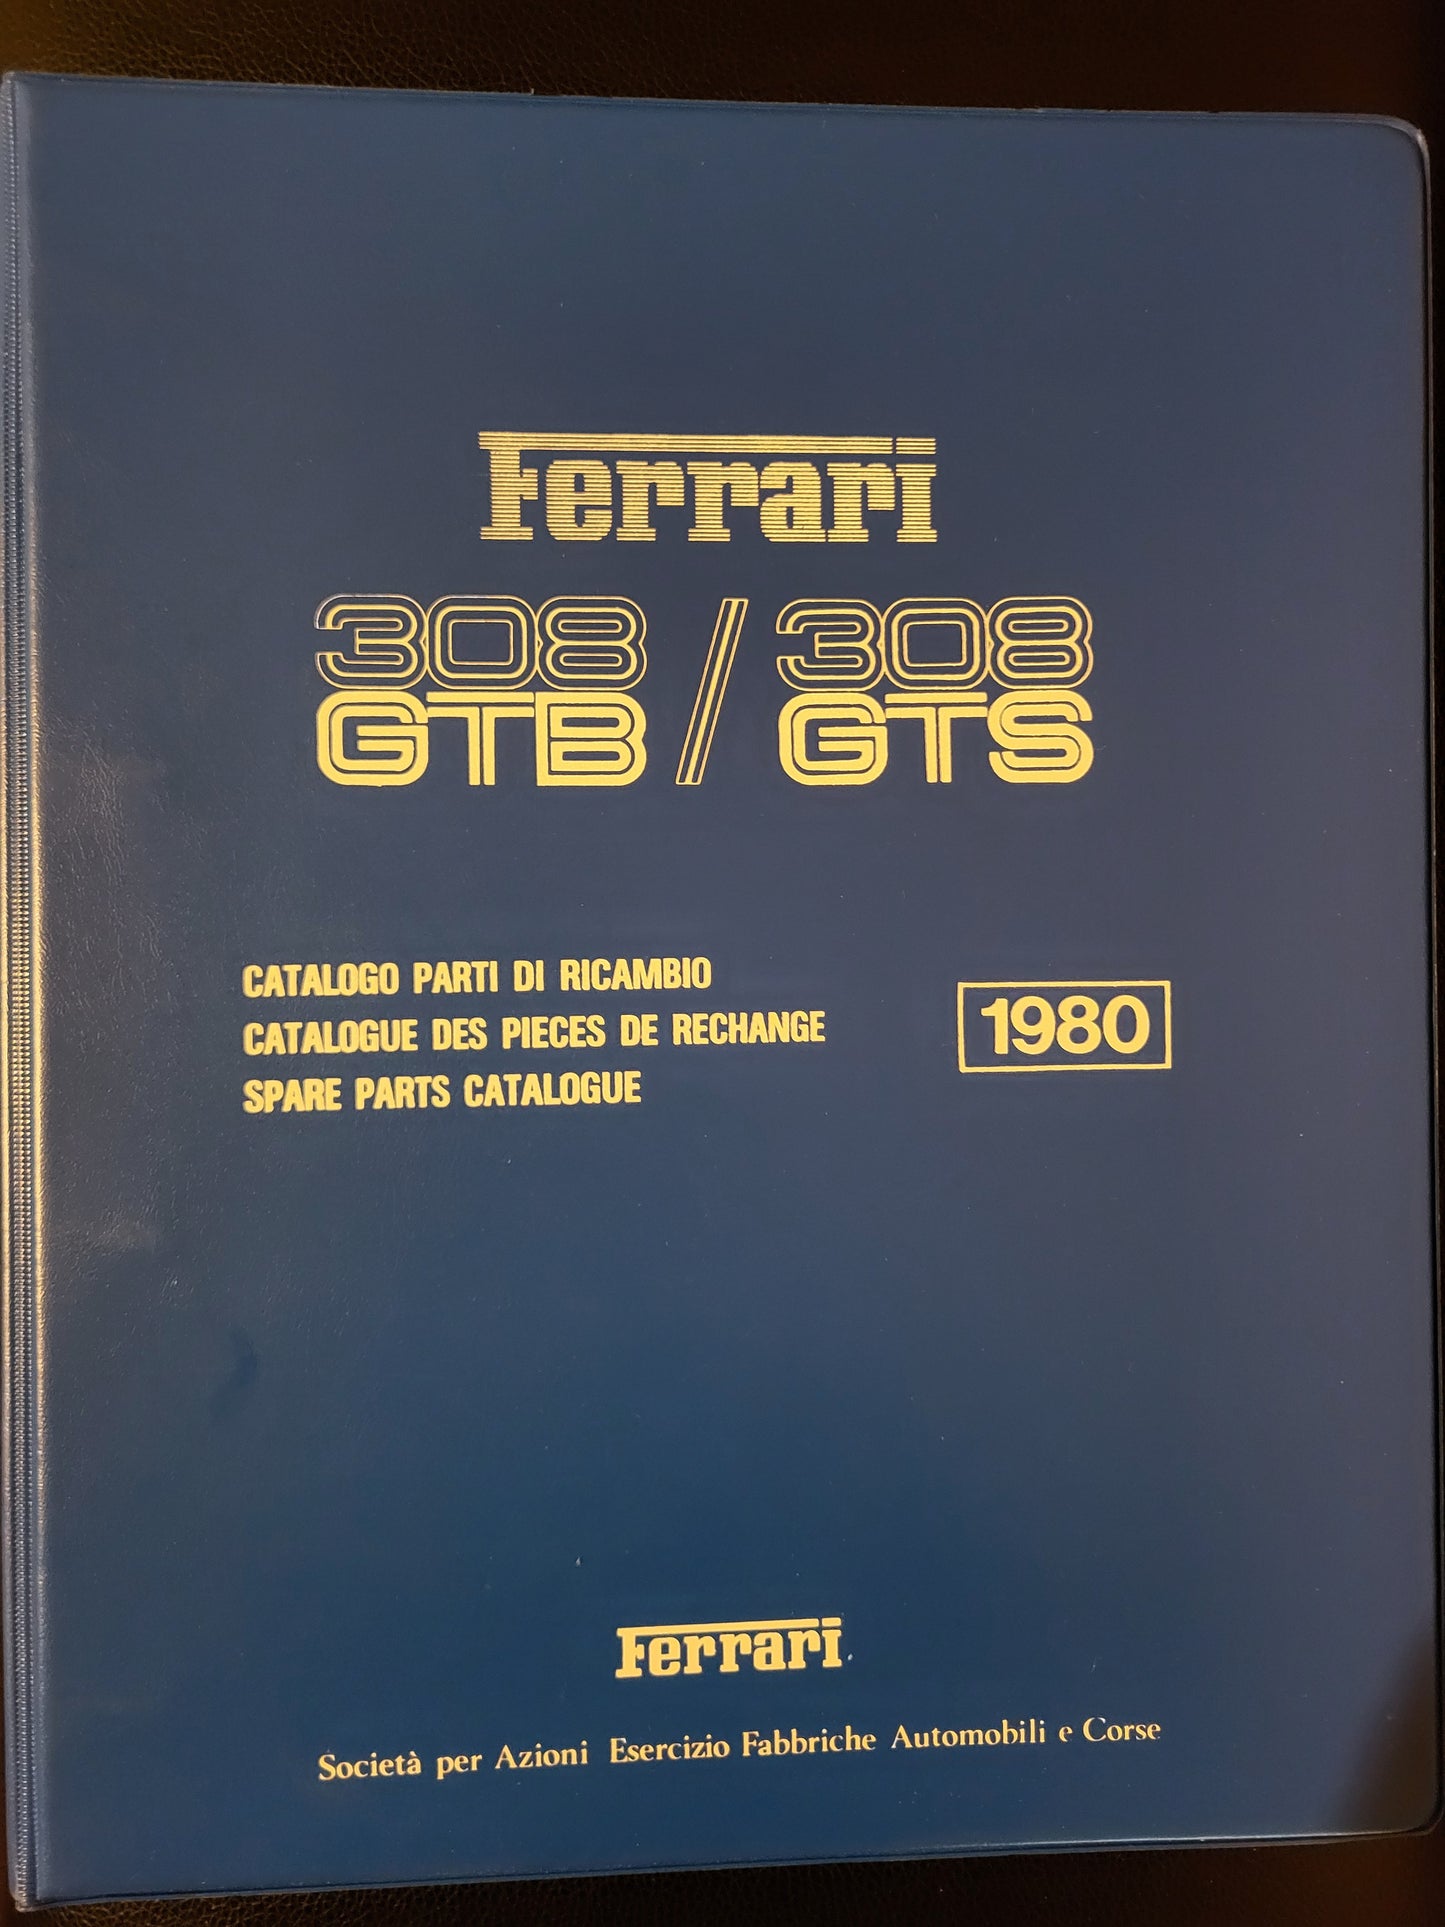 Ferrari
308 / 308
GTB GTS
CATALOGO PARTI DI RICAMBIO
CATALOGUE DES PIECES DE RECHANGE
SPARE PARTS CATALOGUE
1980
Ferrari
Società per Azioni Esercizio Fabbriche Automobili e Corse